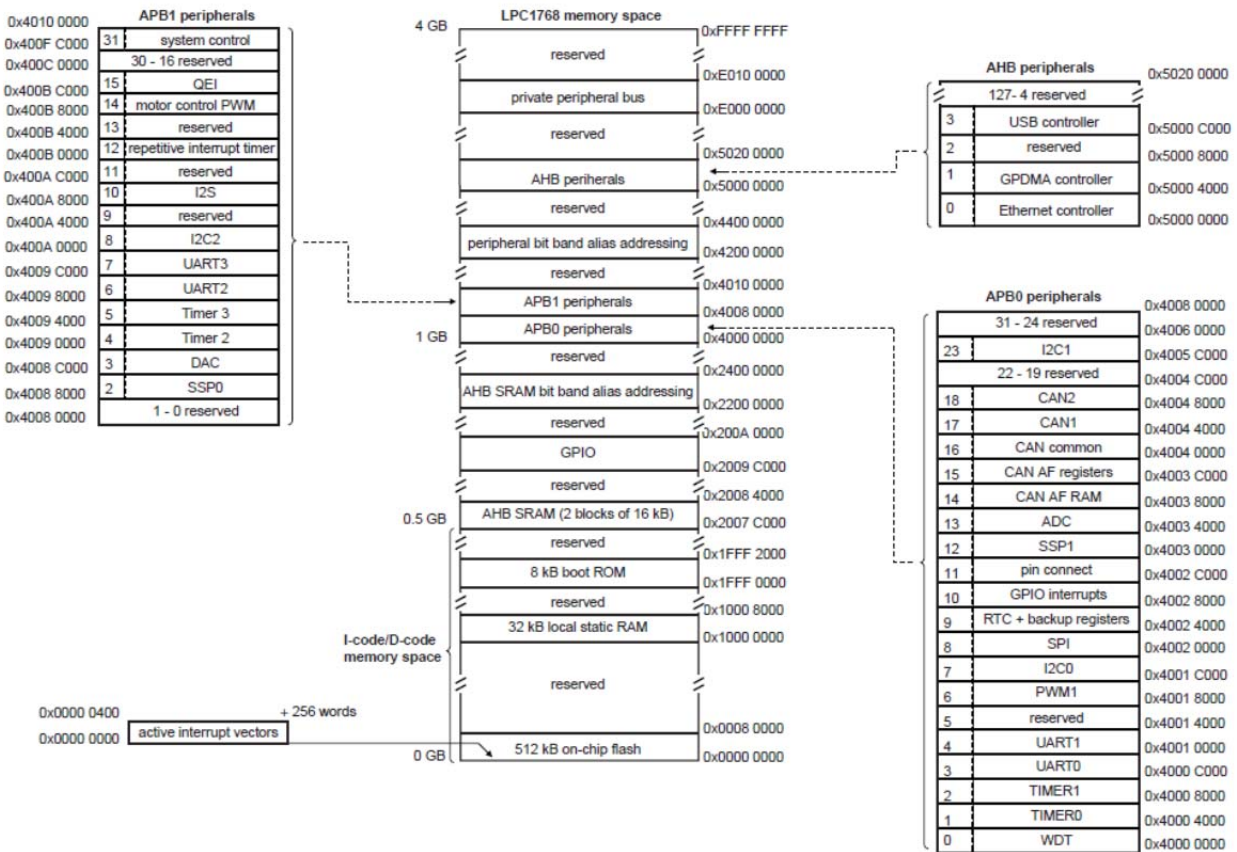 APB1 peripherals
0x4010 0000
31 system control
0x400F C000
30 - 16 reserved
0x400C 0000
15 QEI
0x400B C000
14 motor control PWM
0x400B 8000
13 reserved
0x400B 4000
12 repetitive interrupt timer
0x400B 0000
11 reserved
0x400A C000
10 I2S
0x400A 8000
9 reserved
0x400A 4000
8 I2C2
0x400A 0000
7 UART3
0x4009 C000
6 UART2
0x4009 8000
5 Timer 3
0x4009 4000
4 Timer 2
0x4009 0000
3 DAC
0x4008 C000
2 SSP0
0x4008 8000
1 - 0 reserved
0x4008 0000
LPC1768 memory space
4 GB
0xFFFF FFFF
reserved
0xE010 0000
private peripheral bus
0xE000 0000
reserved
0x5020 0000
AHB periherals
0x5000 0000
reserved
0x4400 0000
peripheral bit band alias addressing
0x4200 0000
reserved
0x4010 0000
APB1 peripherals
0x4008 0000
APB0 peripherals
1 GB
0x4000 0000
reserved
0x2400 0000
AHB SRAM bit band alias addressing
0x2200 0000
reserved
0x200A 0000
GPIO
0x2009 C000
reserved
0x2008 4000
AHB SRAM (2 blocks of 16 kB)
0.5 GB
0x2007 C000
reserved
0x1FFF 2000
8 kB boot ROM
0x1FFF 0000
reserved
0x1000 8000
32 kB local static RAM
0x1000 0000
I-code/D-code
memory space
reserved
0x0008 0000
512 kB on-chip flash
0 GB
0x0000 0000
0x0000 0400
+ 256 words
active interrupt vectors
0x0000 0000
AHB peripherals
0x5020 0000
127- 4 reserved
3 USB controller
0x5000 C000
2 reserved
0x5000 8000
1 GPDMA controller
0x5000 4000
0 Ethernet controller
0x5000 0000
APB0 peripherals
0x4008 0000
31 - 24 reserved
0x4006 0000
23 I2C1
0x4005 C000
22 - 19 reserved
0x4004 C000
18 CAN2
0x4004 8000
17 CAN1
0x4004 4000
16 CAN common
0x4004 0000
15 CAN AF registers
0x4003 C000
14 CAN AF RAM
0x4003 8000
13 ADC
0x4003 4000
12 SSP1
0x4003 0000
11 pin connect
0x4002 C000
10 GPIO interrupts
0x4002 8000
9 RTC + backup registers
0x4002 4000
8 SPI
0x4002 0000
7 I2C0
0x4001 C000
6 PWM1
0x4001 8000
5 reserved
0x4001 4000
4 UART1
0x4001 0000
3 UART0
0x4000 C000
2 TIMER1
0x4000 8000
1 TIMER0
0x4000 4000
0 WDT
0x4000 0000